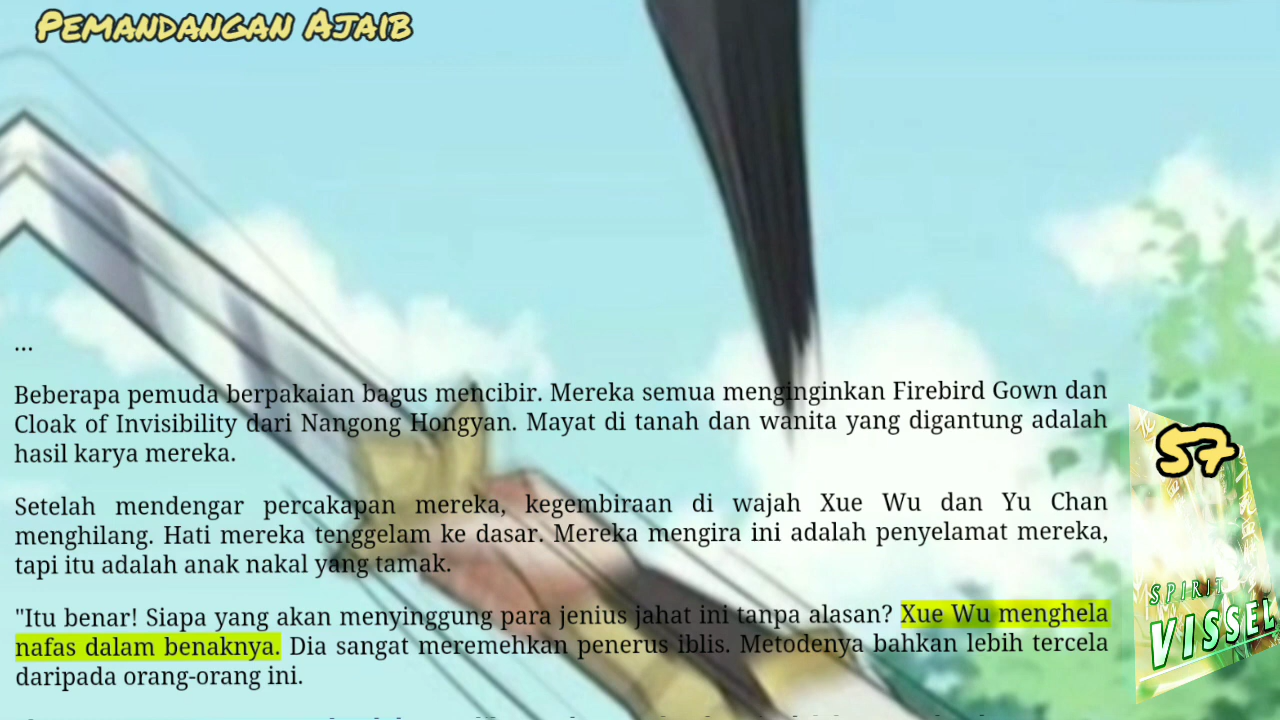 Pemandangan Ajaib
...
Beberapa pemuda berpakaian bagus mencibir. Mereka semua menginginkan Firebird Gown dan
Cloak of Invisibility dari Nangong Hongyan. Mayat di tanah dan wanita yang digantung adalah
hasil karya mereka.
Setelah mendengar percakapan mereka, kegembiraan di wajah Xue Wu dan Yu Chan
menghilang. Hati mereka tenggelam ke dasar. Mereka mengira ini adalah penyelamat mereka,
tapi itu adalah anak nakal yang tamak.
"Itu benar! Siapa yang akan menyinggung para jenius jahat ini tanpa alasan? Xue Wu menghela
nafas dalam benaknya. Dia sangat meremehkan penerus iblis. Metodenya bahkan lebih tercela
daripada orang-orang ini.
57
SPIRIT
VISSEL